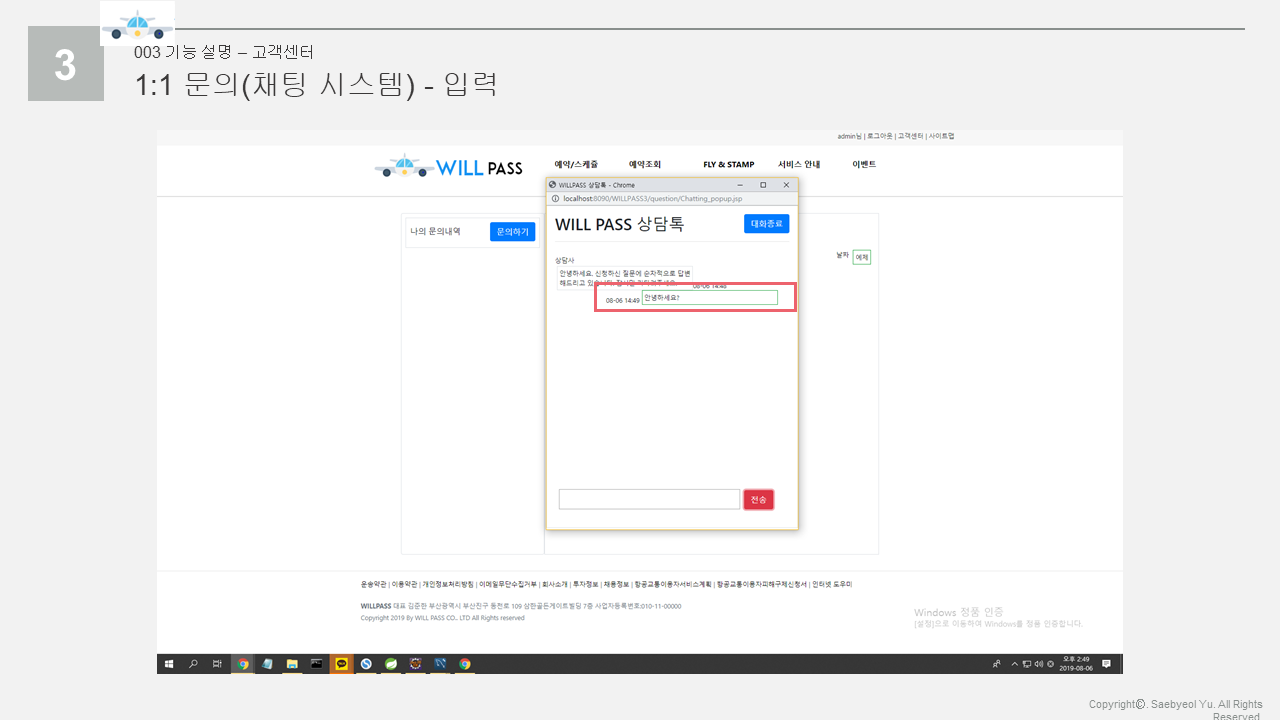 3
003 기능 설명 – 고객센터
1:1 문의(채팅 시스템) - 입력
admin님 | 로그아웃 | 고객센터 | 사이트맵
WILL PASS
예약/스케쥴 예약조회 FLY & STAMP 서비스 안내 이벤트
WILLPASS 상담톡 - Chrome
localhost:8090/WILLPASS3/question/Chatting_popup.jsp
WILL PASS 상담톡 대화종료
나의 문의내역 문의하기
날짜
상담사
안녕하세요. 신청하신 질문에 순차적으로 답변
해드리고 있습니다. 잠시만 기다려주세요.
08-06 14:48
08-06 14:49 안녕하세요?
전송
운송약관 | 이용약관 | 개인정보처리방침 | 이메일무단수집거부 | 회사소개 | 투자정보 | 채용정보 | 항공교통이용자서비스계획 | 항공교통이용자피해구제신청서 | 인터넷 도우미
WILLPASS 대표 김준한 부산광역시 부산진구 동천로 109 삼한골든게이트빌딩 7층 사업자등록번호:010-11-00000
Copyright 2019 By WILL PASS CO., LTD All Rights reserved
Windows 정품 인증
[설정]으로 이동하여 Windows를 정품 인증합니다.
오후 2:49
2019-08-06
Copyright©. Saebyeol Yu. All Rights
Reserved.